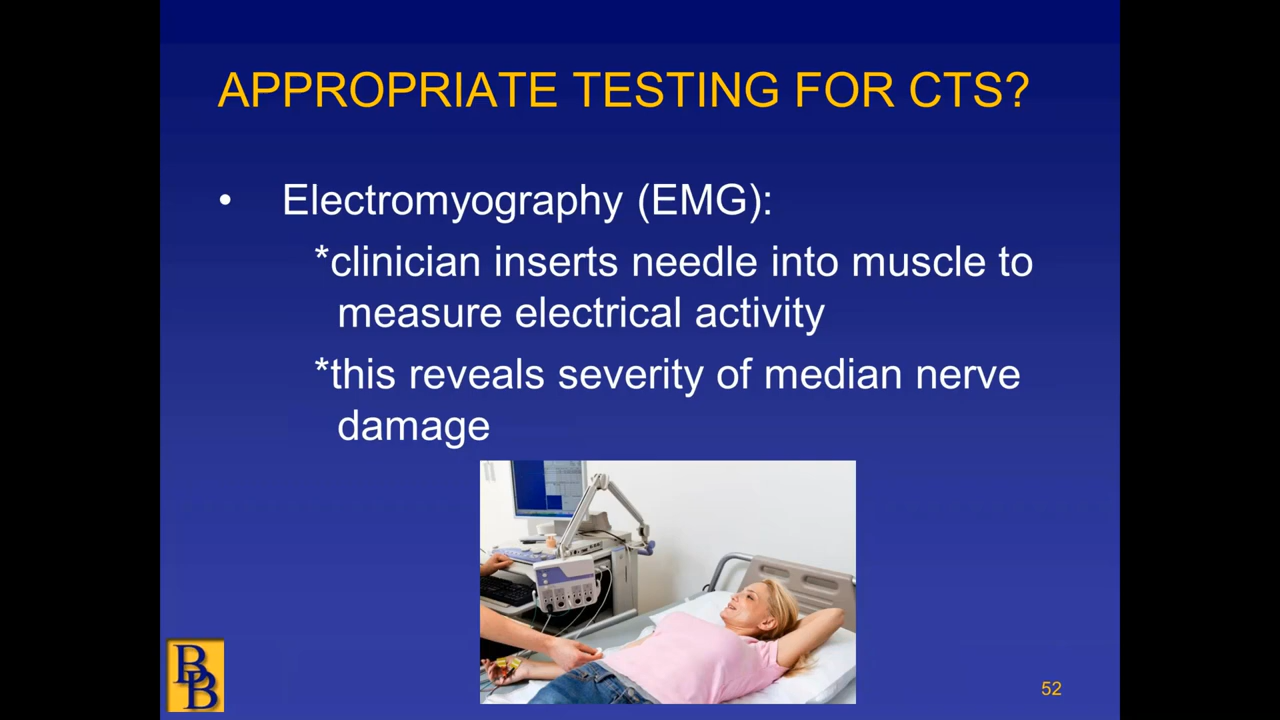 APPROPRIATE TESTING FOR CTS?
• Electromyography (EMG):
*clinician inserts needle into muscle to
measure electrical activity
*this reveals severity of median nerve
damage
BB
52